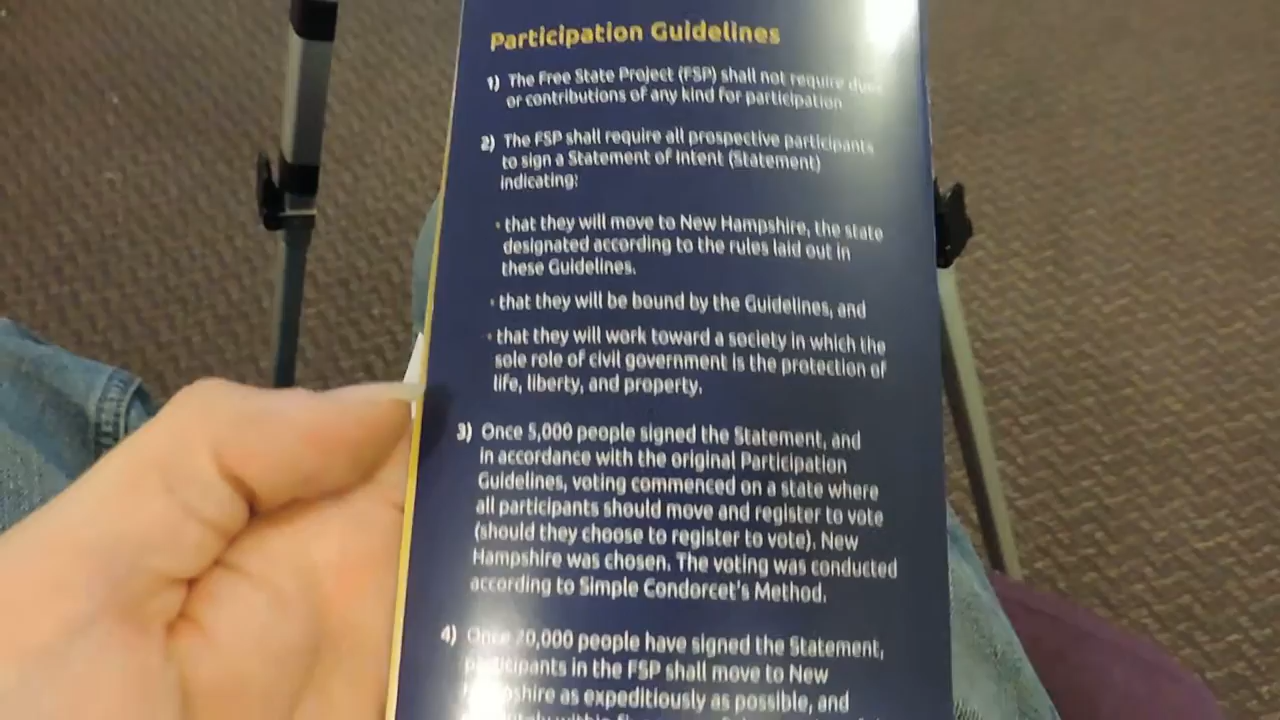 Participation Guidelines
1) The Free State Project (FSP) shall not require dues
or contributions of any kind for participation
2) The FSP shall require all prospective participants
to sign a Statement of Intent (Statement)
indicating:
• that they will move to New Hampshire, the state
designated according to the rules laid out in
these Guidelines.
• that they will be bound by the Guidelines, and
• that they will work toward a society in which the
sole role of civil government is the protection of
life, liberty, and property.
3) Once 5,000 people signed the Statement, and
in accordance with the original Participation
Guidelines, voting commenced on a state where
all participants should move and register to vote
(should they choose to register to vote). New
Hampshire was chosen. The voting was conducted
according to Simple Condorcet's Method.
4) Once 20,000 people have signed the Statement,
participants in the FSP shall move to New
Hampshire as expeditiously as possible, and
within